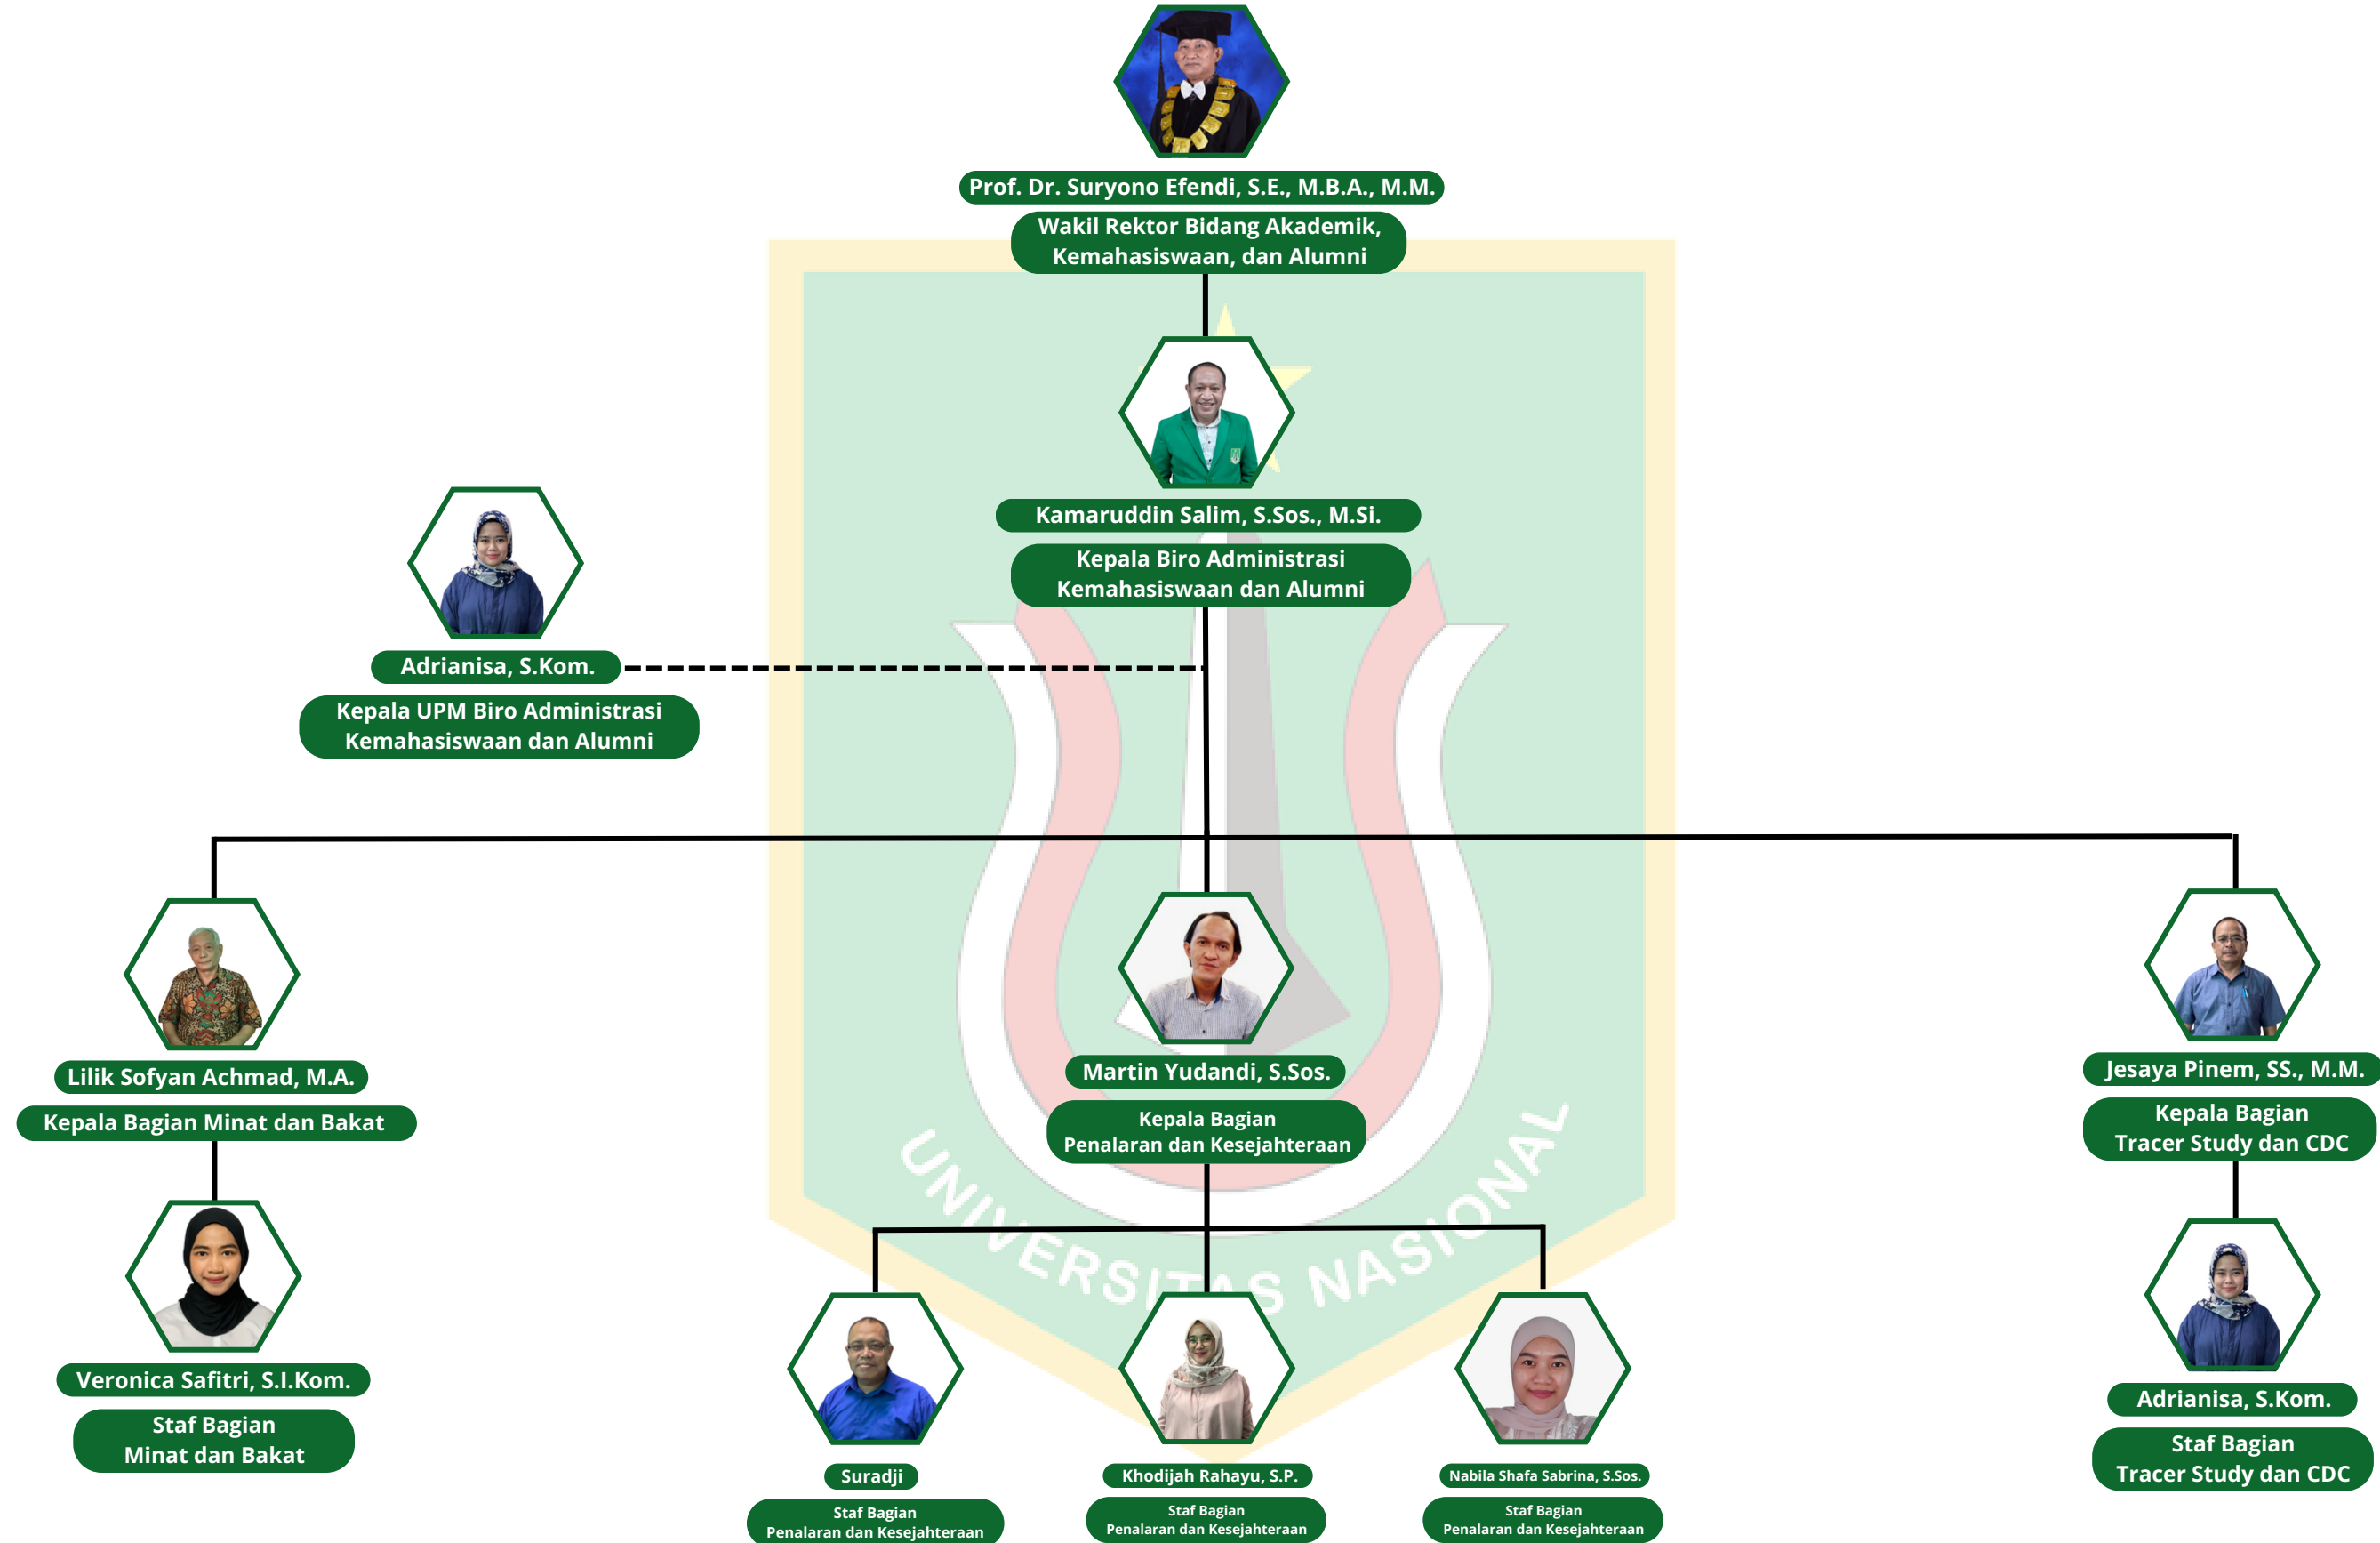 Prof. Dr. Suryono Efendi, S.E., M.B.A., M.M.
Wakil Rektor Bidang Akademik,
Kemahasiswaan, dan Alumni
Kamaruddin Salim, S.Sos., M.Si.
Kepala Biro Administrasi
Kemahasiswaan dan Alumni
Adrianisa, S.Kom.
Kepala UPM Biro Administrasi
Kemahasiswaan dan Alumni
Lilik Sofyan Achmad, M.A.
Kepala Bagian Minat dan Bakat
Martin Yudandi, S.Sos.
Kepala Bagian
Penalaran dan Kesejahteraan
Jesaya Pinem, SS., M.M.
Kepala Bagian
Tracer Study dan CDC
UNIVERSITAS NASIONAL
Veronica Safitri, S.I.Kom.
Staf Bagian
Minat dan Bakat
Suradji
Staf Bagian
Penalaran dan Kesejahteraan
Khodijah Rahayu, S.P.
Staf Bagian
Penalaran dan Kesejahteraan
Nabila Shafa Sabrina, S.Sos.
Staf Bagian
Penalaran dan Kesejahteraan
Adrianisa, S.Kom.
Staf Bagian
Tracer Study dan CDC